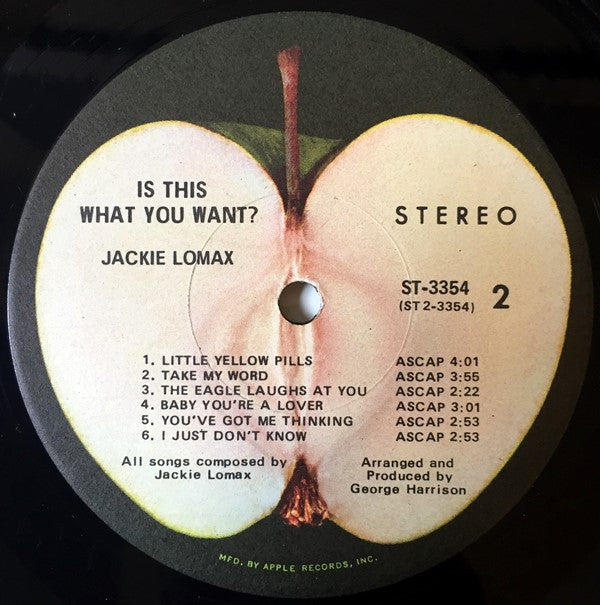 IS THIS
WHAT YOU WANT?
JACKIE LOMAX
STEREO
ST-3354
(ST 2-3354)
2
1. LITTLE YELLOW PILLS ASCAP 4:01
2. TAKE MY WORD ASCAP 3:55
3. THE EAGLE LAUGHS AT YOU ASCAP 2:22
4. BABY YOU'RE A LOVER ASCAP 3:01
5. YOU'VE GOT ME THINKING ASCAP 2:53
6. I JUST DON'T KNOW ASCAP 2:53
All songs composed by
Jackie Lomax
Arranged and
Produced by
George Harrison
MFD. BY APPLE RECORDS, INC.